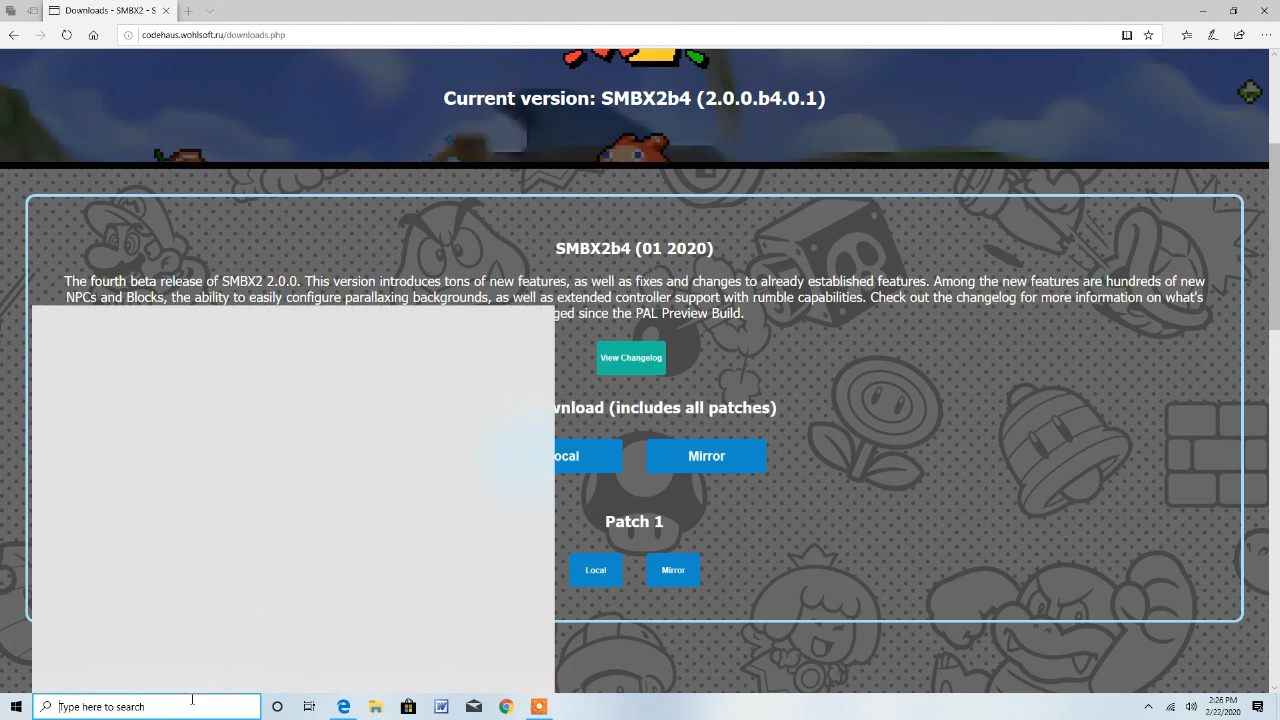 Downloads - SMBX2 - S
codehaus.wohlsoft.ru/downloads.php
Current version: SMBX2b4 (2.0.0.b4.0.1)
SMBX2b4 (01 2020)
The fourth beta release of SMBX2 2.0.0. This version introduces tons of new features, as well as fixes and changes to already established features. Among the new features are hundreds of new
NPCs and Blocks, the ability to easily configure parallaxing backgrounds, as well as extended controller support with rumble capabilities. Check out the changelog for more information on what's
ged since the PAL Preview Build.
View Changelog
wnload (includes all patches)
ocal Mirror
Patch 1
Local Mirror
Type here to search
2:26 PM
2/22/2020